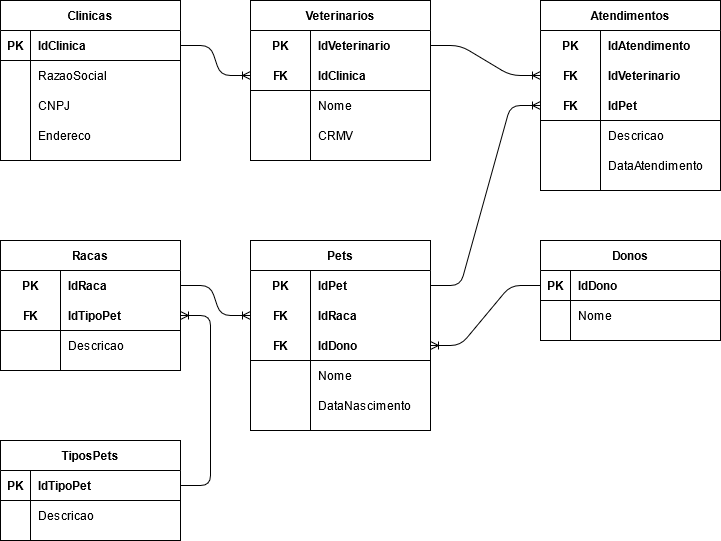 Clinicas
PK IdClinica
RazaoSocial
CNPJ
Endereco
Veterinarios
PK IdVeterinario
FK IdClinica
Nome
CRMV
Atendimentos
PK IdAtendimento
FK IdVeterinario
FK IdPet
Descricao
DataAtendimento
Racas
PK IdRaca
FK IdTipoPet
Descricao
Pets
PK IdPet
FK IdRaca
FK IdDono
Nome
DataNascimento
Donos
PK IdDono
Nome
TiposPets
PK IdTipoPet
Descricao